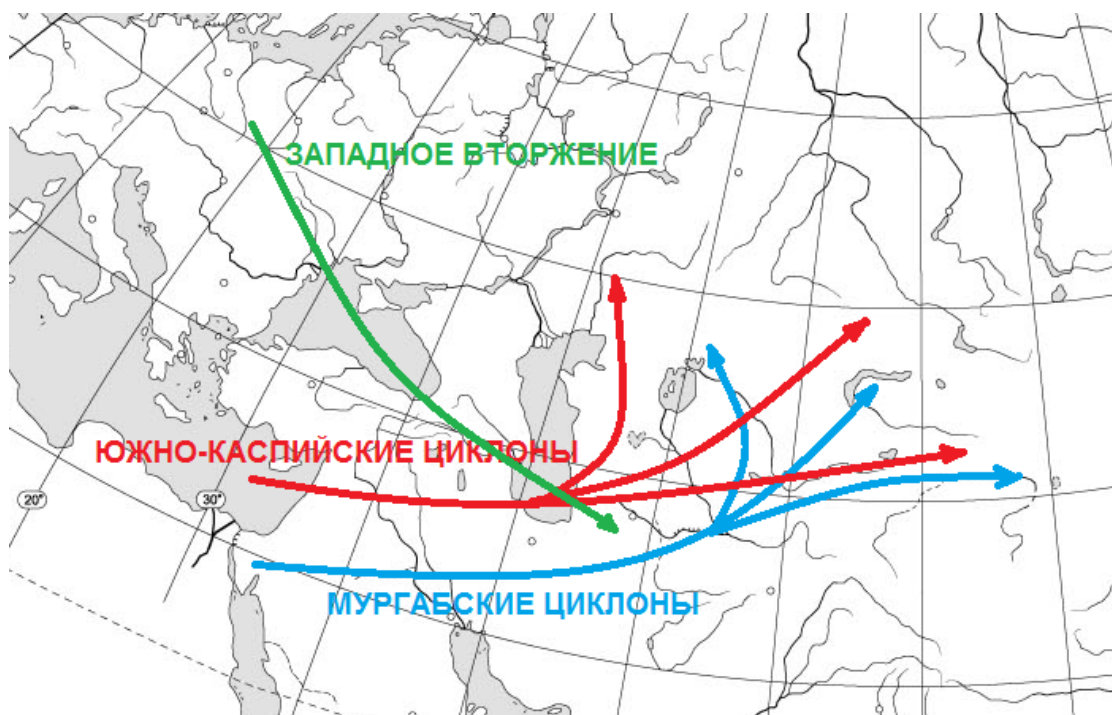 ЗАПАДНОЕ ВТОРЖЕНИЕ
ЮЖНО-КАСПИЙСКИЕ ЦИКЛОНЫ
20°
30°
МУРГАБСКИЕ ЦИКЛОНЫ